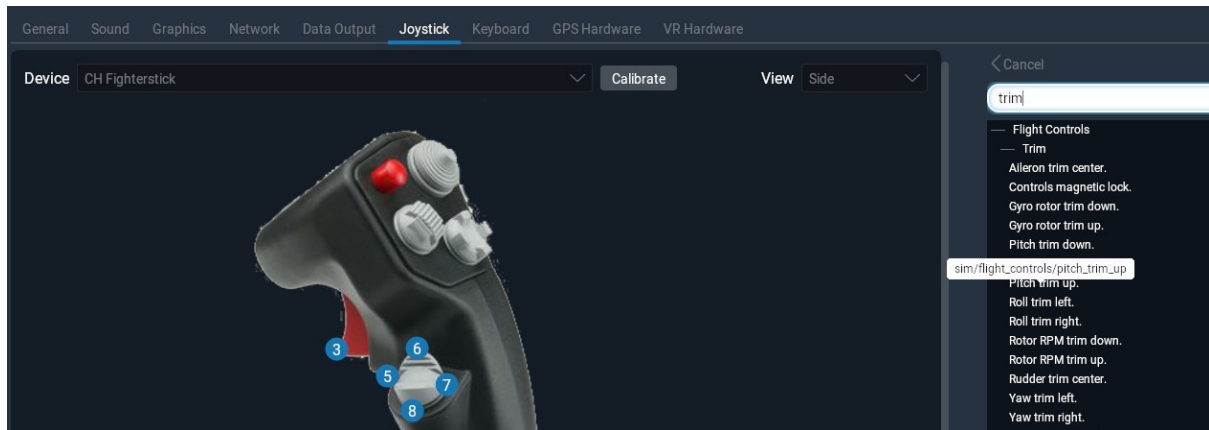 General Sound Graphics Network Data Output Joystick Keyboard GPS Hardware VR Hardware
Device CH Fighterstick Calibrate View Side
3
6
5
7
8
Cancel
trim
Flight Controls
Trim
Aileron trim center.
Controls magnetic lock.
Gyro rotor trim down.
Gyro rotor trim up.
Pitch trim down.
sim/flight_controls/pitch_trim_up
Pitch trim up.
Roll trim left.
Roll trim right.
Rotor RPM trim down.
Rotor RPM trim up.
Rudder trim center.
Yaw trim left.
Yaw trim right.